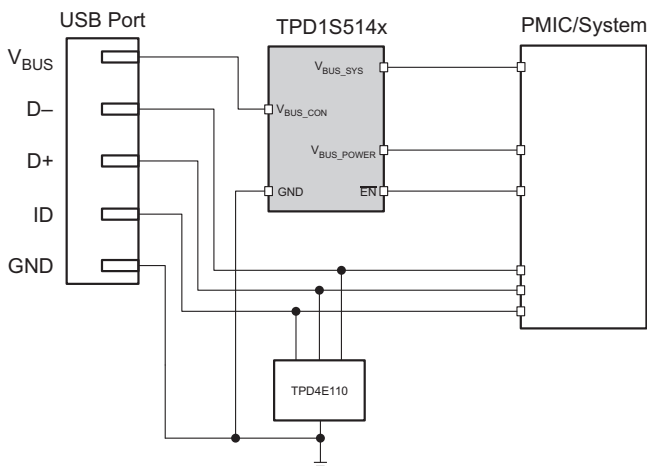 USB Port
TPD1S514x
PMIC/System
VBUS
D–
D+
ID
GND
VBUS_SYS
VBUS_CON
VBUS_POWER
GND
EN
TPD4E110